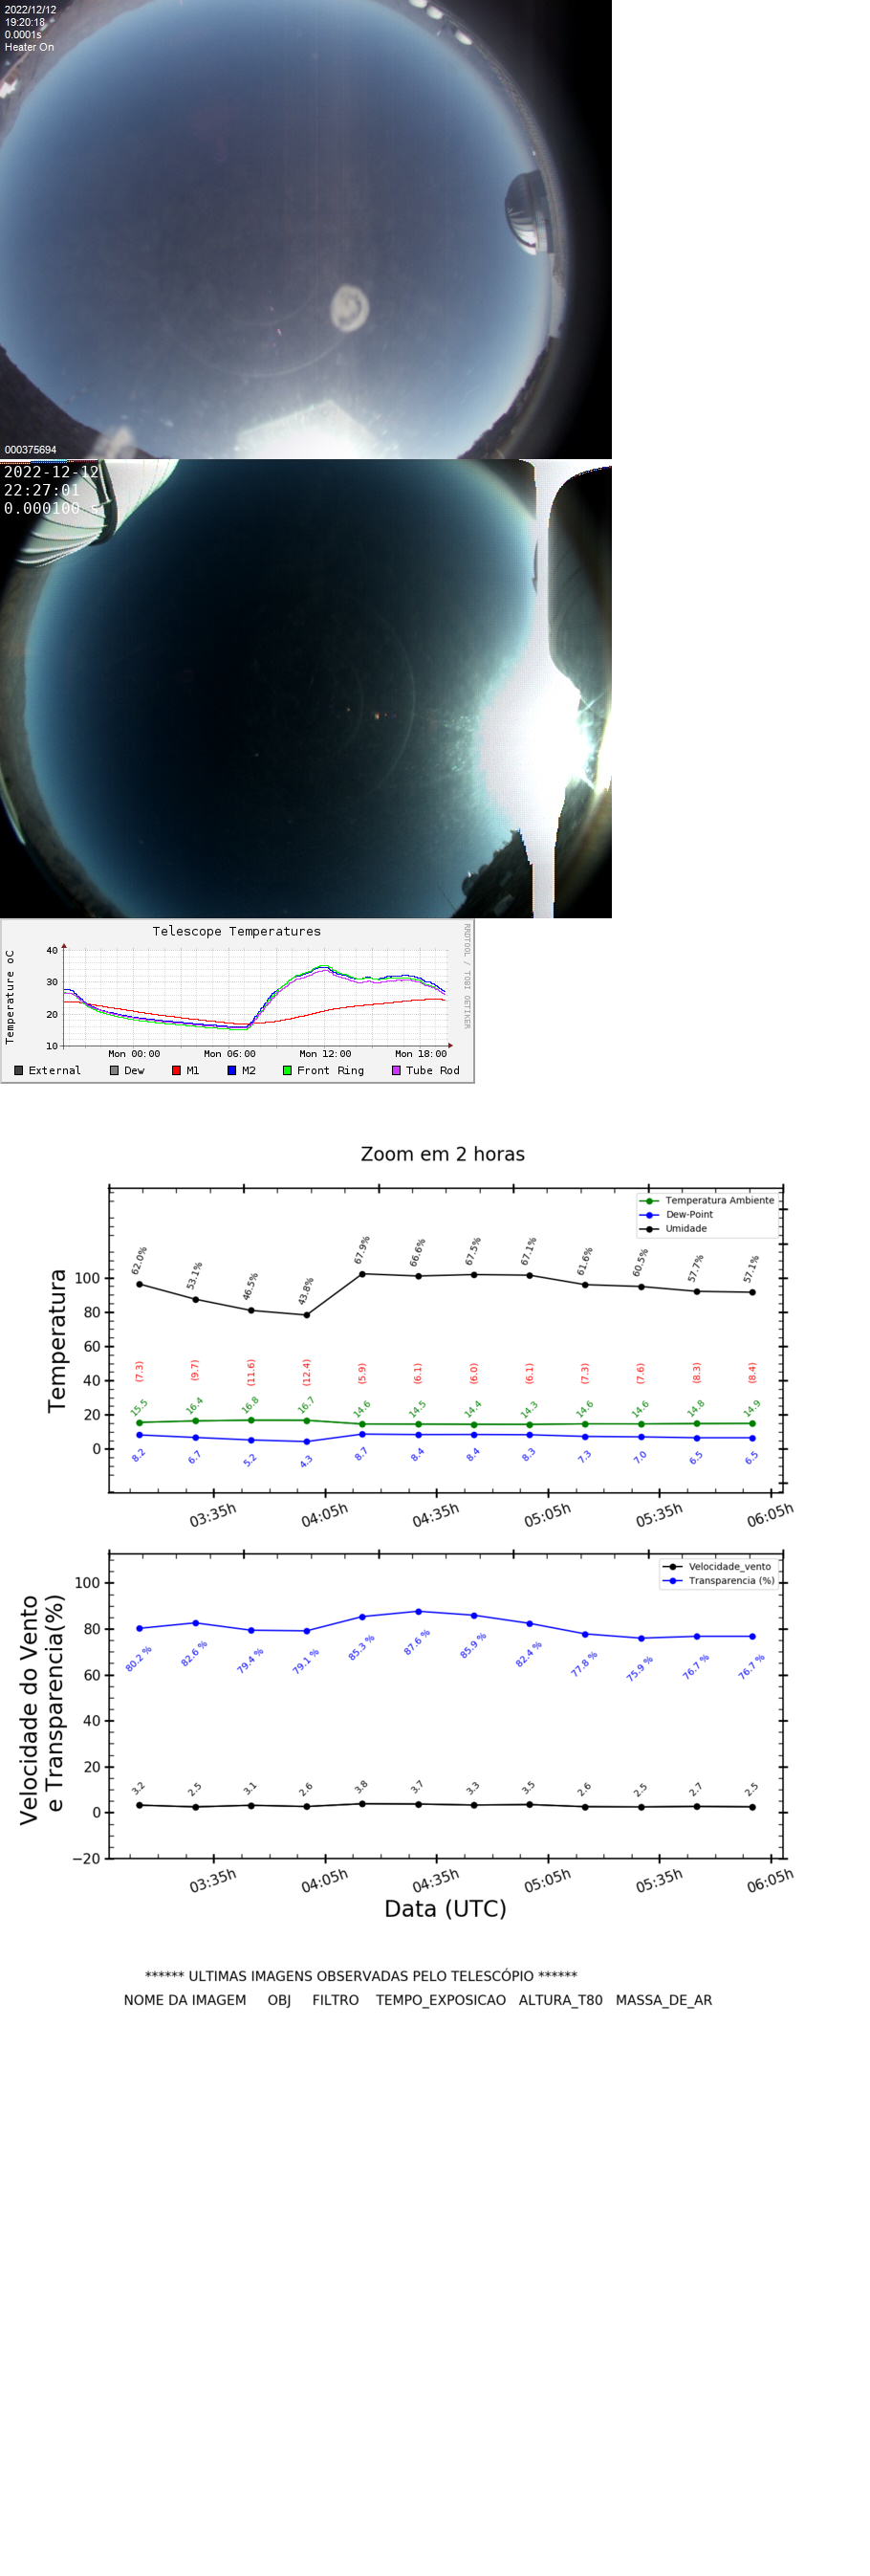 2022/12/12
19:20:18
0.0001s
Heater On
000375694
2022-12-12
22:27:01
0.000100 s
Telescope Temperatures
RRDTOOL / TOBI OETIKER
Temperature oC
40
30
20
10
Mon 00:00 Mon 06:00 Mon 12:00 Mon 18:00
External Dew M1 M2 Front Ring Tube Rod
Zoom em 2 horas
Temperatura Ambiente
Dew-Point
Umidade
Temperatura
100
80
60
40
20
0
62.0% 53.1% 46.5% 43.8% 67.9% 66.6% 67.5% 67.1% 61.6% 60.5% 57.7% 57.1%
(7.3) (9.7) (11.6) (12.4) (5.9) (6.1) (6.0) (6.1) (7.3) (7.6) (8.3) (8.4)
15.5 16.4 16.8 16.7 14.6 14.5 14.4 14.3 14.6 14.6 14.8 14.9
8.2 6.7 5.2 4.3 8.7 8.4 8.4 8.3 7.3 7.0 6.5 6.5
03:35h 04:05h 04:35h 05:05h 05:35h 06:05h
Velocidade_vento
Transparencia (%)
Velocidade do Vento
e Transparencia(%)
100
80
60
40
20
0
−20
80.2 % 82.6 % 79.4 % 79.1 % 85.3 % 87.6 % 85.9 % 82.4 % 77.8 % 75.9 % 76.7 % 76.7 %
3.2 2.5 3.1 2.6 3.8 3.7 3.3 3.5 2.6 2.5 2.7 2.5
03:35h 04:05h 04:35h 05:05h 05:35h 06:05h
Data (UTC)
****** ULTIMAS IMAGENS OBSERVADAS PELO TELESCÓPIO ******
NOME DA IMAGEM OBJ FILTRO TEMPO_EXPOSICAO ALTURA_T80 MASSA_DE_AR